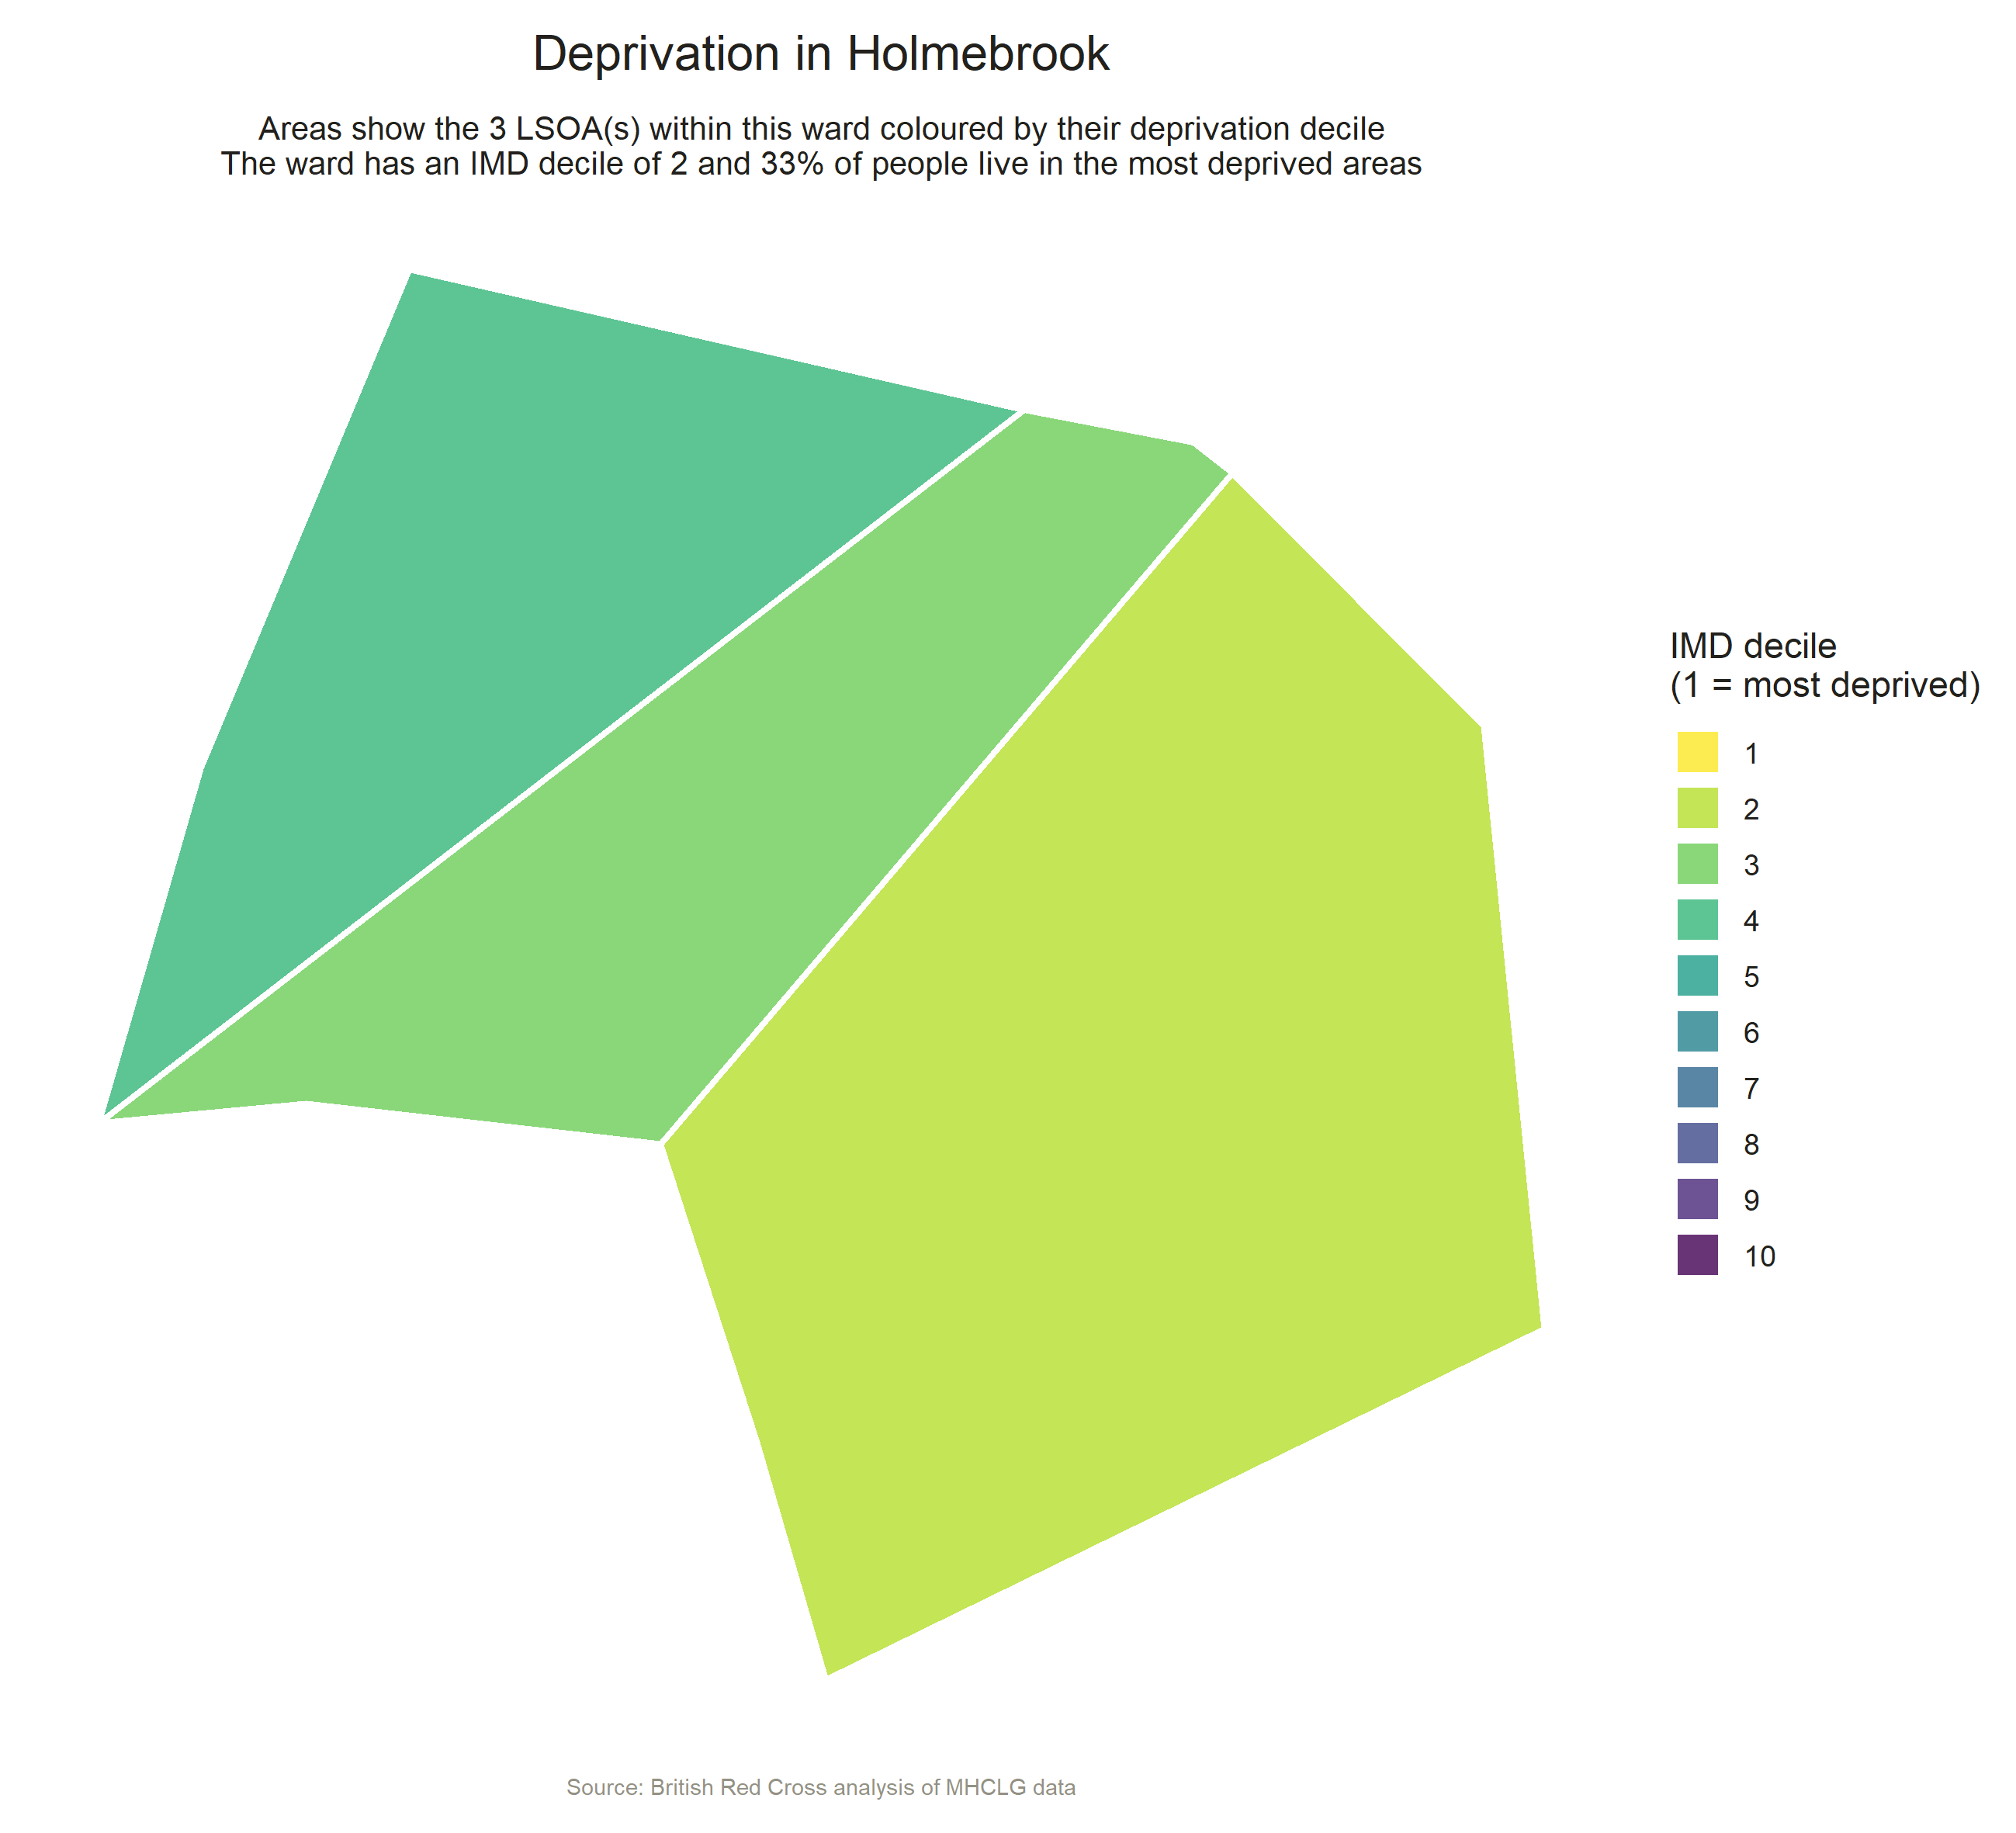 Deprivation in Holmebrook
Areas show the 3 LSOA(s) within this ward coloured by their deprivation decile
The ward has an IMD decile of 2 and 33% of people live in the most deprived areas
IMD decile
(1 = most deprived)
1
2
3
4
5
6
7
8
9
10
Source: British Red Cross analysis of MHCLG data